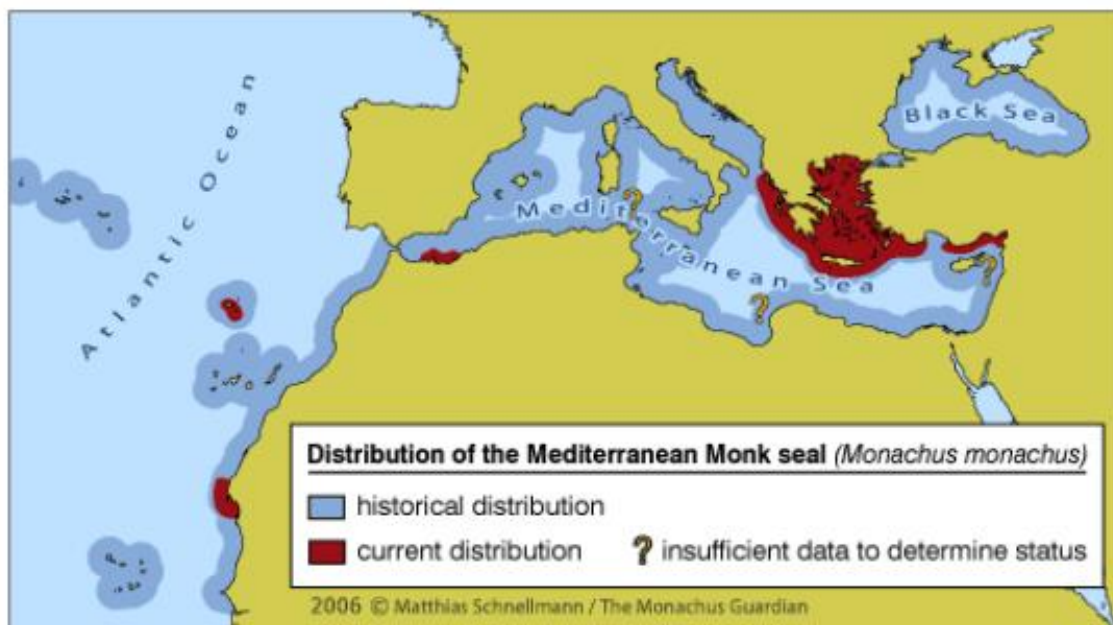 Atlantic Ocean
Black Sea
Mediterranean Sea
?
?
?
Distribution of the Mediterranean Monk seal (Monachus monachus)
historical distribution
current distribution
? insufficient data to determine status
2006 © Matthias Schnellmann / The Monachus Guardian